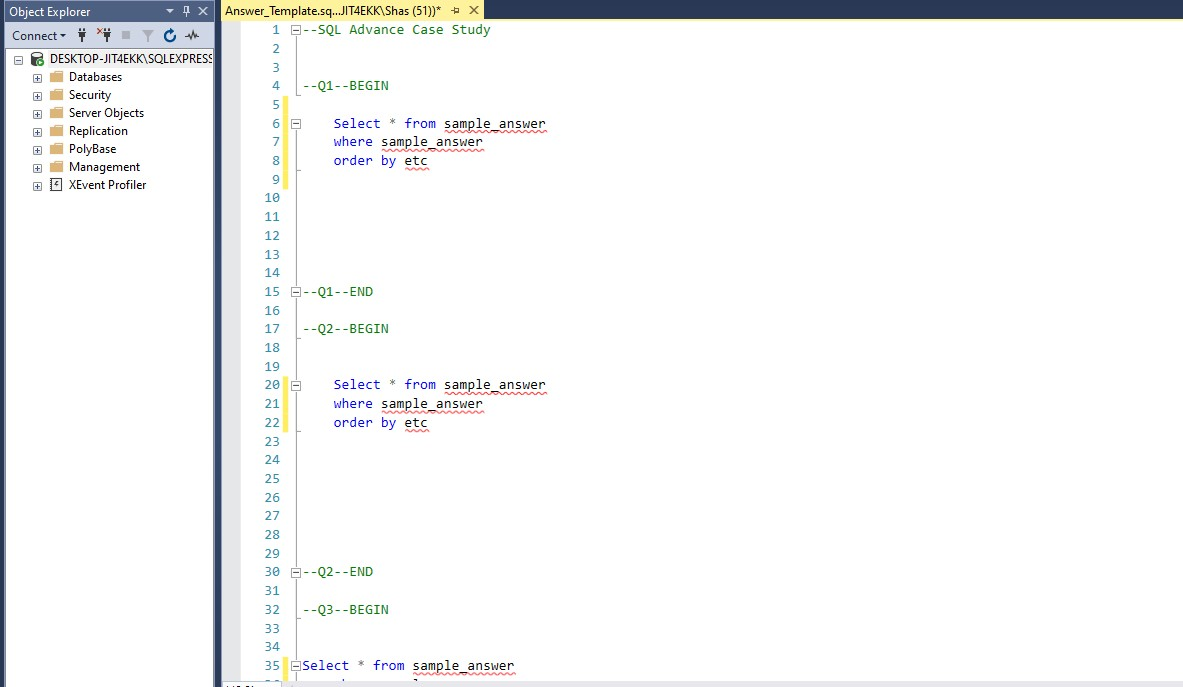 Object Explorer
Connect
DESKTOP-JIT4EKK\SQLEXPRESS
Databases
Security
Server Objects
Replication
PolyBase
Management
XEvent Profiler
Answer_Template.sq...JIT4EKK\Shas (51))*
1 --SQL Advance Case Study
2
3
4 --Q1--BEGIN
5
6 Select * from sample_answer
7 where sample_answer
8 order by etc
9
10
11
12
13
14
15 --Q1--END
16
17 --Q2--BEGIN
18
19
20 Select * from sample_answer
21 where sample_answer
22 order by etc
23
24
25
26
27
28
29
30 --Q2--END
31
32 --Q3--BEGIN
33
34
35 Select * from sample_answer